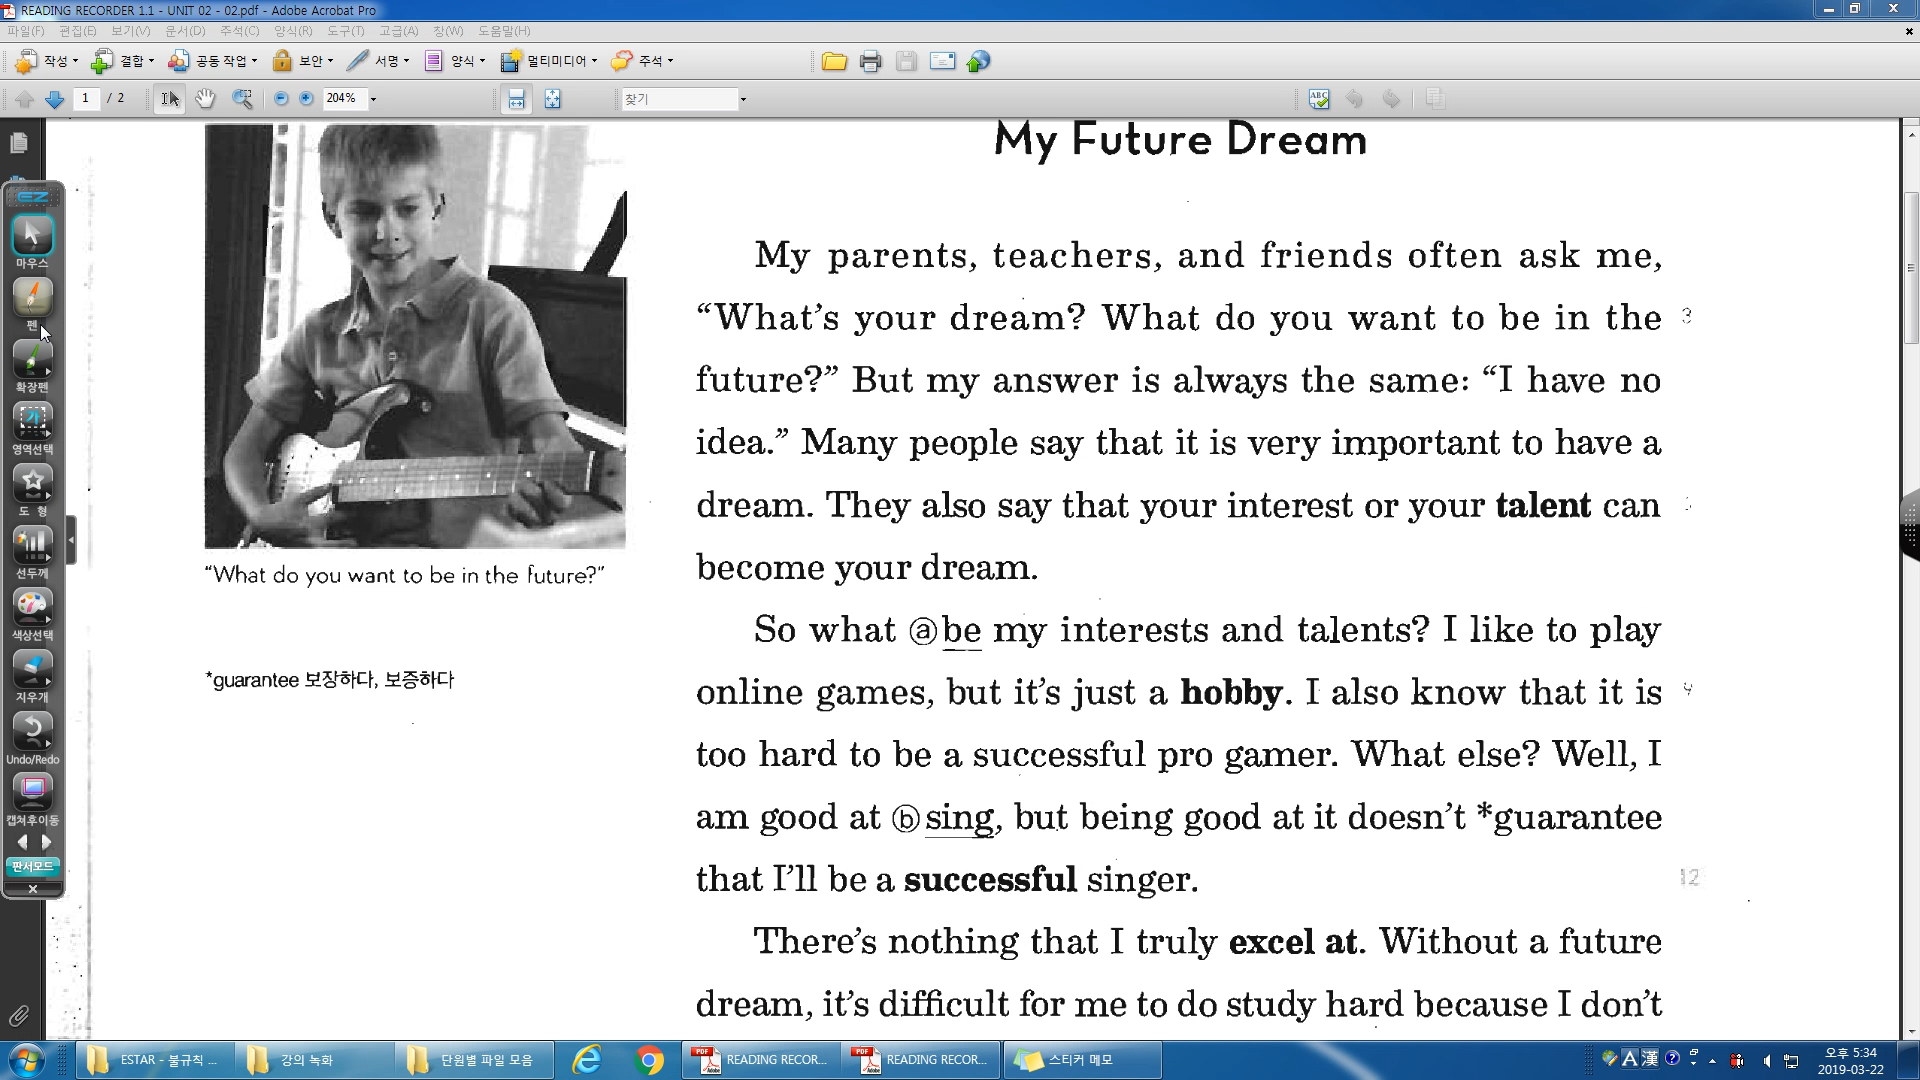 READING RECORDER 1.1 - UNIT 02 - 02.pdf - Adobe Acrobat Pro
파일(F) 편집(E) 보기(V) 문서(D) 주석(C) 양식(R) 도구(T) 고급(A) 창(W) 도움말(H)
작성 결합 공동 작업 보안 서명 양식 멀티미디어 주석
1 / 2 204% 찾기
EZ
마우스
펜
확장펜
영역선택
도 형
선두께
색상선택
지우개
Undo/Redo
캡쳐후이동
판서모드
"What do you want to be in the future?"
*guarantee 보장하다, 보증하다
My Future Dream
My parents, teachers, and friends often ask me,
“What’s your dream? What do you want to be in the 3
future?” But my answer is always the same: “I have no
idea.” Many people say that it is very important to have a
dream. They also say that your interest or your talent can
become your dream.
So what ⓐbe my interests and talents? I like to play
online games, but it’s just a hobby. I also know that it is
too hard to be a successful pro gamer. What else? Well, I
am good at ⓑsing, but being good at it doesn’t *guarantee
that I’ll be a successful singer. 12
There’s nothing that I truly excel at. Without a future
dream, it’s difficult for me to do study hard because I don’t
ESTAR - 불규칙 ...
강의 녹화
단원별 파일 모음
READING RECOR...
READING RECOR...
스티커 메모
A 漢
오후 5:34
2019-03-22